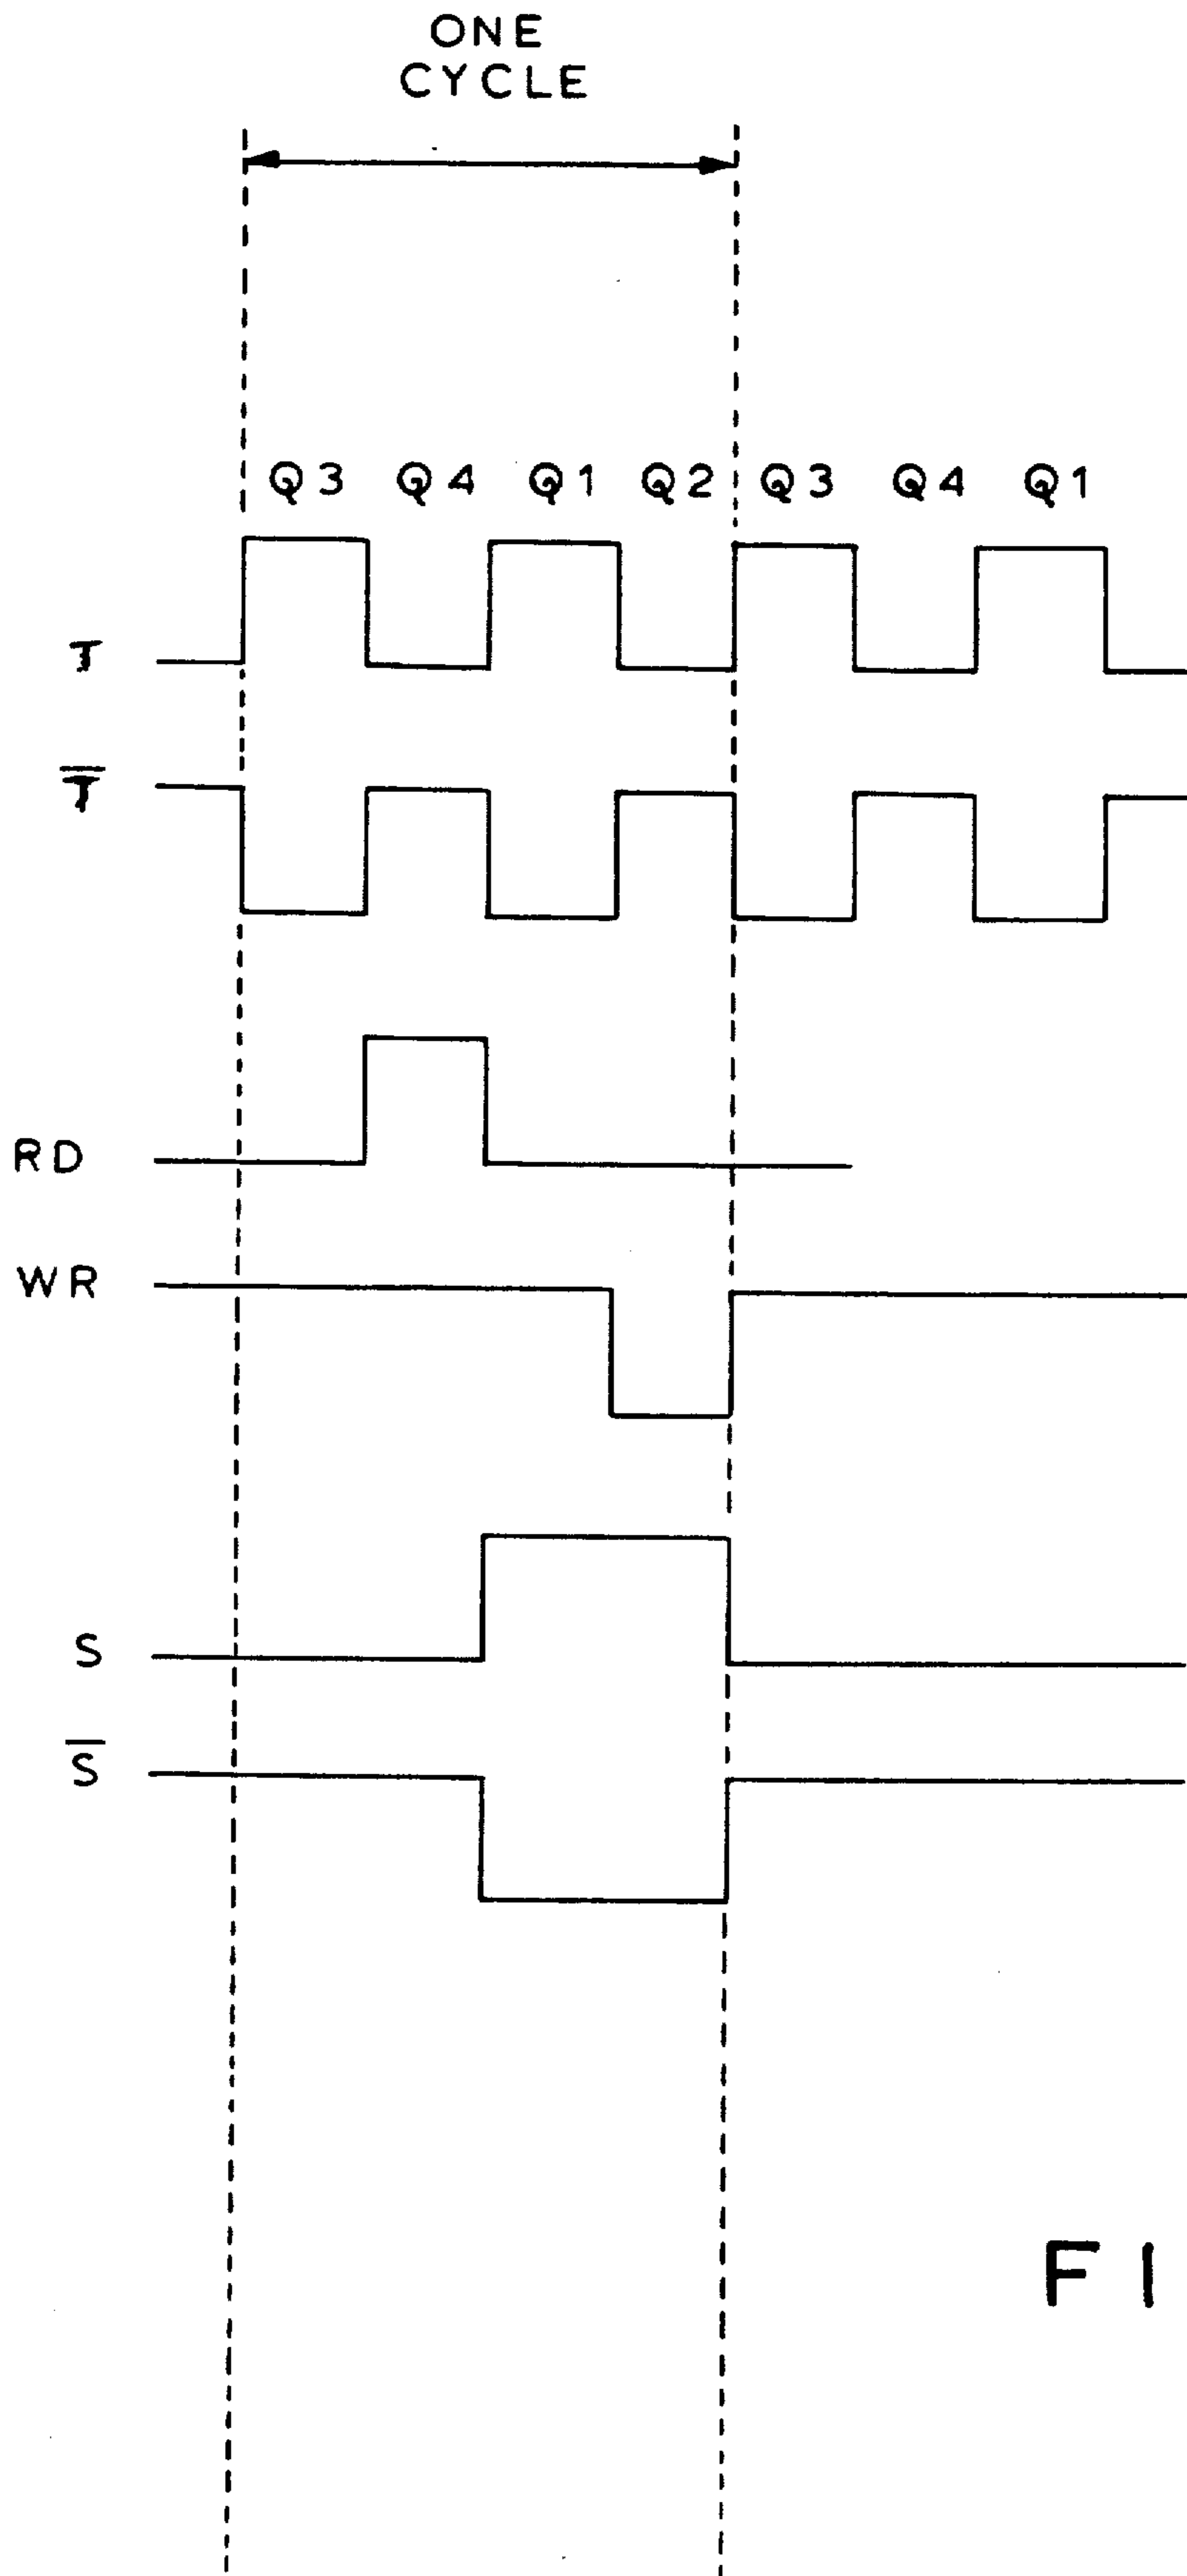 ONE
CYCLE
Q3 Q4 Q1 Q2 Q3 Q4 Q1
T
T̅
RD
WR
S
S̅
FI